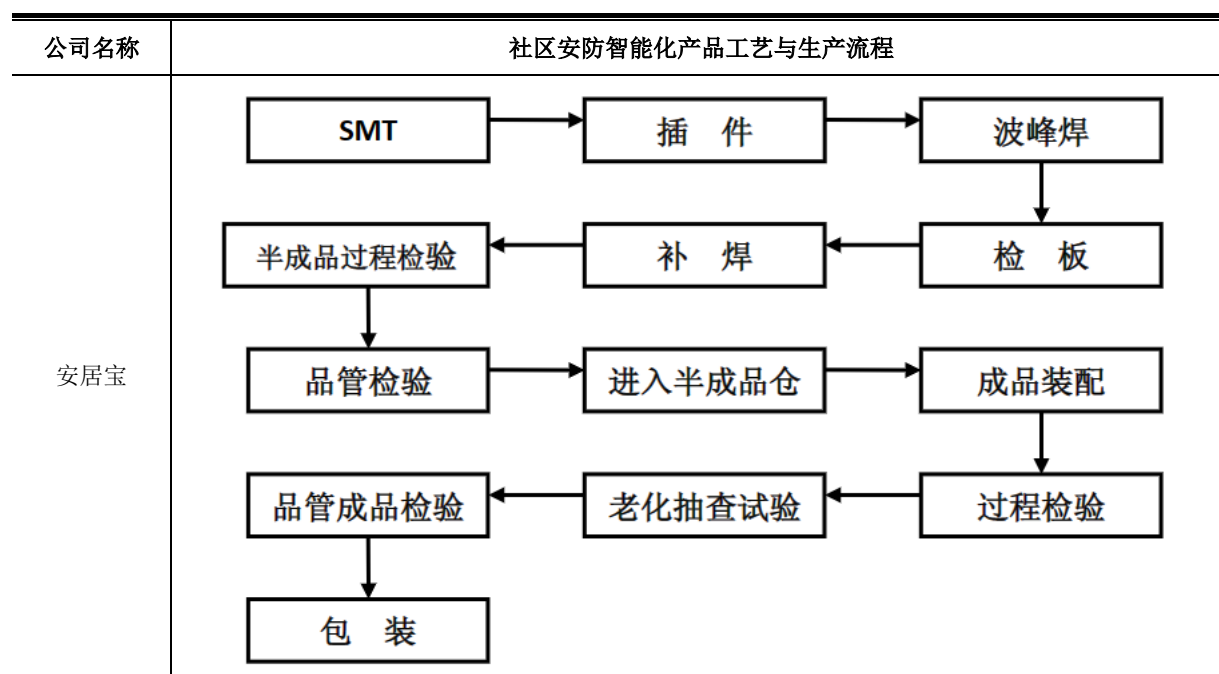 公司名称
社区安防智能化产品工艺与生产流程
安居宝
SMT
插 件
波峰焊
检 板
补 焊
半成品过程检验
品管检验
进入半成品仓
成品装配
过程检验
老化抽查试验
品管成品检验
包 装